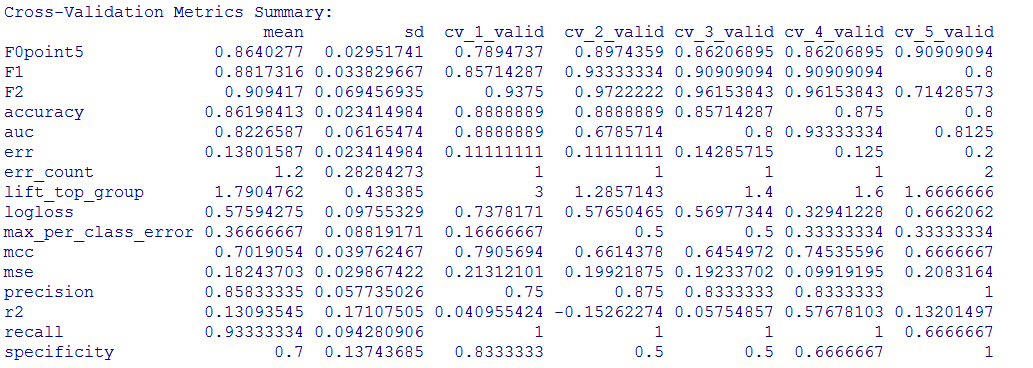 Cross-Validation Metrics Summary:
mean sd cv_1_valid cv_2_valid cv_3_valid cv_4_valid cv_5_valid
F0point5 0.8640277 0.02951741 0.7894737 0.8974359 0.86206895 0.86206895 0.90909094
F1 0.8817316 0.033829667 0.85714287 0.93333334 0.90909094 0.90909094 0.8
F2 0.909417 0.069456935 0.9375 0.9722222 0.96153843 0.96153843 0.71428573
accuracy 0.86198413 0.023414984 0.8888889 0.8888889 0.85714287 0.875 0.8
auc 0.8226587 0.06165474 0.8888889 0.6785714 0.8 0.93333334 0.8125
err 0.13801587 0.023414984 0.11111111 0.11111111 0.14285715 0.125 0.2
err_count 1.2 0.28284273 1 1 1 1 2
lift_top_group 1.7904762 0.438385 3 1.2857143 1.4 1.6 1.6666666
logloss 0.57594275 0.09755329 0.7378171 0.57650465 0.56977344 0.32941228 0.6662062
max_per_class_error 0.36666667 0.08819171 0.16666667 0.5 0.5 0.33333334 0.33333334
mcc 0.7019054 0.039762467 0.7905694 0.6614378 0.6454972 0.74535596 0.6666667
mse 0.18243703 0.029867422 0.21312101 0.19921875 0.19233702 0.09919195 0.2083164
precision 0.85833335 0.057735026 0.75 0.875 0.8333333 0.8333333 1
r2 0.13093545 0.17107505 0.040955424 -0.15262274 0.05754857 0.57678103 0.13201497
recall 0.93333334 0.094280906 1 1 1 1 0.6666667
specificity 0.7 0.13743685 0.8333333 0.5 0.5 0.6666667 1